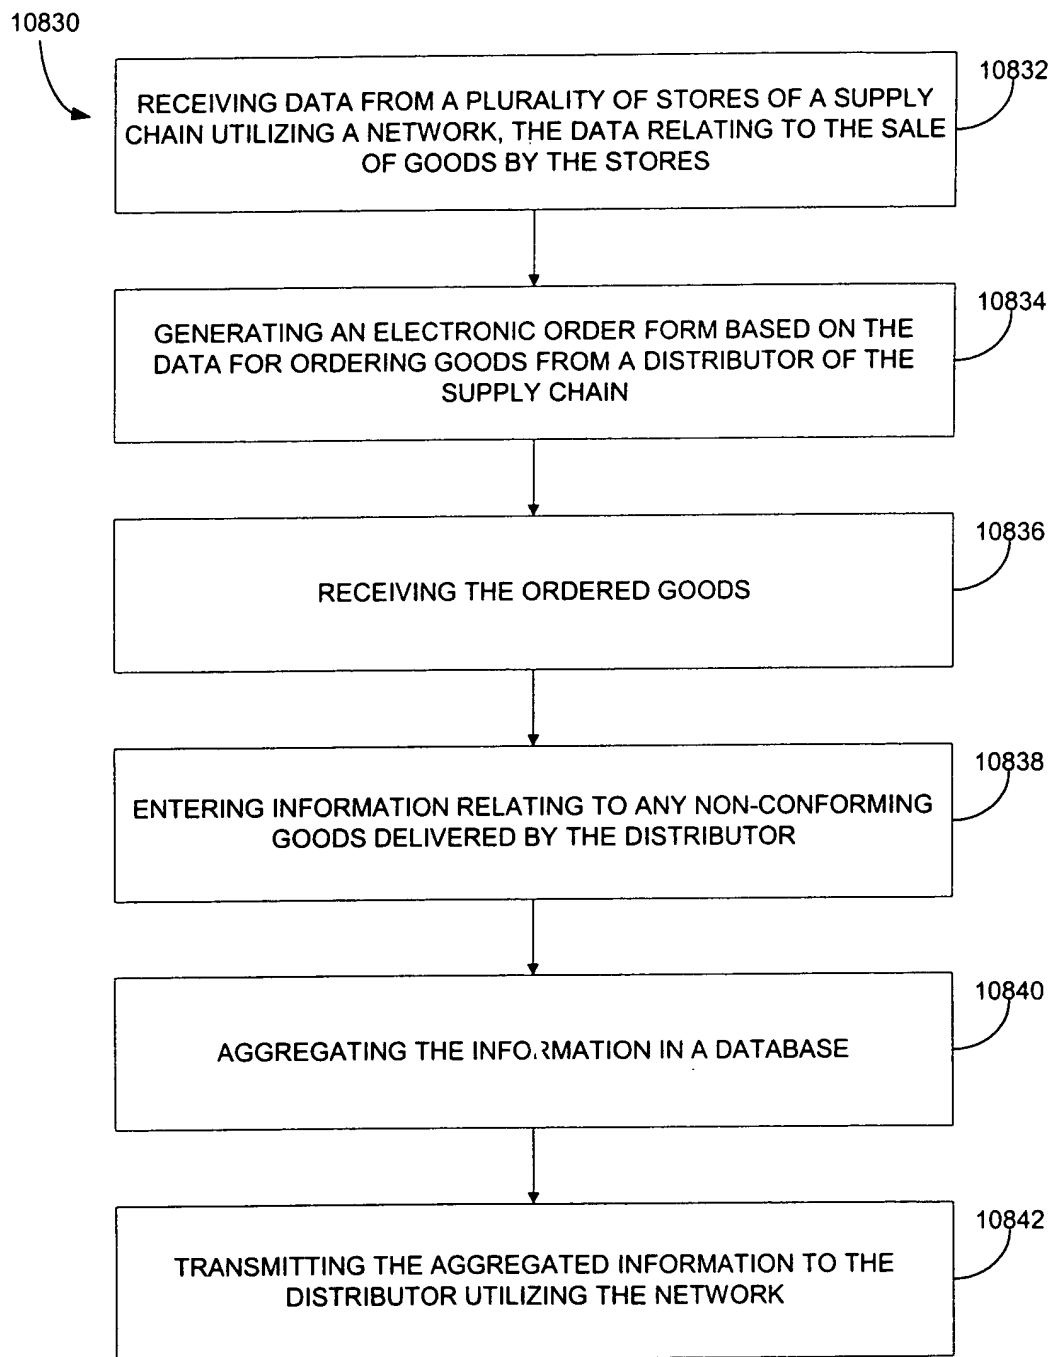 10830
10832
RECEIVING DATA FROM A PLURALITY OF STORES OF A SUPPLY
CHAIN UTILIZING A NETWORK, THE DATA RELATING TO THE SALE
OF GOODS BY THE STORES
10834
GENERATING AN ELECTRONIC ORDER FORM BASED ON THE
DATA FOR ORDERING GOODS FROM A DISTRIBUTOR OF THE
SUPPLY CHAIN
10836
RECEIVING THE ORDERED GOODS
10838
ENTERING INFORMATION RELATING TO ANY NON-CONFORMING
GOODS DELIVERED BY THE DISTRIBUTOR
10840
AGGREGATING THE INFORMATION IN A DATABASE
10842
TRANSMITTING THE AGGREGATED INFORMATION TO THE
DISTRIBUTOR UTILIZING THE NETWORK